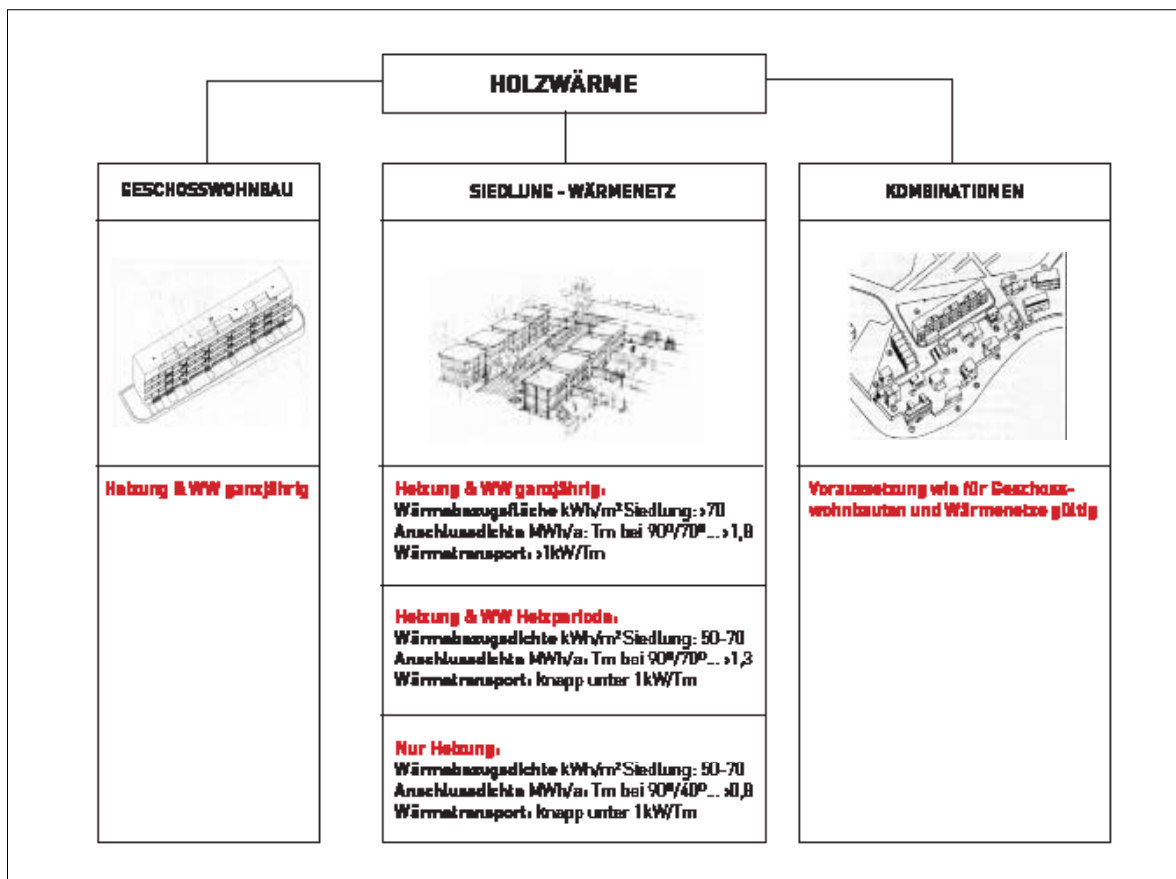 HOLZWÄRME
GESCHOSSWOHNBAU
SIEDLUNG - WÄRMENETZ
KOMBINATIONEN
Heizung & WW ganzjährig
Heizung & WW ganzjährig:
Wärmebezugsfläche kWh/m² Siedlung: >70
Anschlussdichte MWh/a: Tm bei 90°/70°... >1,8
Wärmetransport: >1kW/Tm
Heizung & WW Heizperiode:
Wärmebezugsdichte kWh/m² Siedlung: 50-70
Anschlussdichte MWh/a: Tm bei 90°/70°... >1,3
Wärmetransport: Knapp unter 1kW/Tm
Nur Heizung:
Wärmebezugsdichte kWh/m² Siedlung: 50-70
Anschlussdichte MWh/a: Tm bei 90°/40°... >0,8
Wärmetransport: Knapp unter 1kW/Tm
Voraussetzung wie für Geschoss-
wohnbauten und Wärmenetze gültig